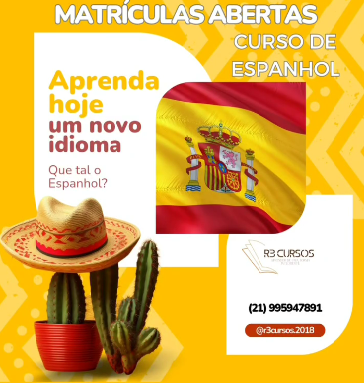 MATRÍCULAS ABERTAS
CURSO DE
ESPANHOL
Aprenda
hoje
um novo
idioma
Que tal o
Espanhol?
R3 CURSOS
(21) 995947891
@r3cursos.2018